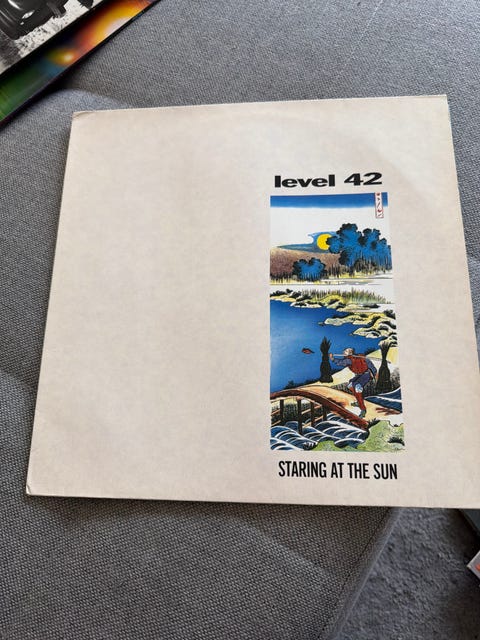 level 42
STARING AT THE SUN